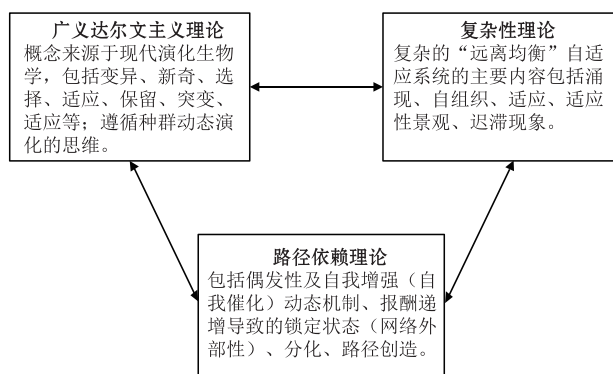 广义达尔文主义理论
概念来源于现代演化生物
学，包括变异、新奇、选
择、适应、保留、突变、
适应等；遵循种群动态演
化的思维。
复杂性理论
复杂的“远离均衡”自适
应系统的主要内容包括涌
现、自组织、适应、适应
性景观、迟滞现象。
路径依赖理论
包括偶发性及自我增强（自
我催化）动态机制、报酬递
增导致的锁定状态（网络外
部性）、分化、路径创造。